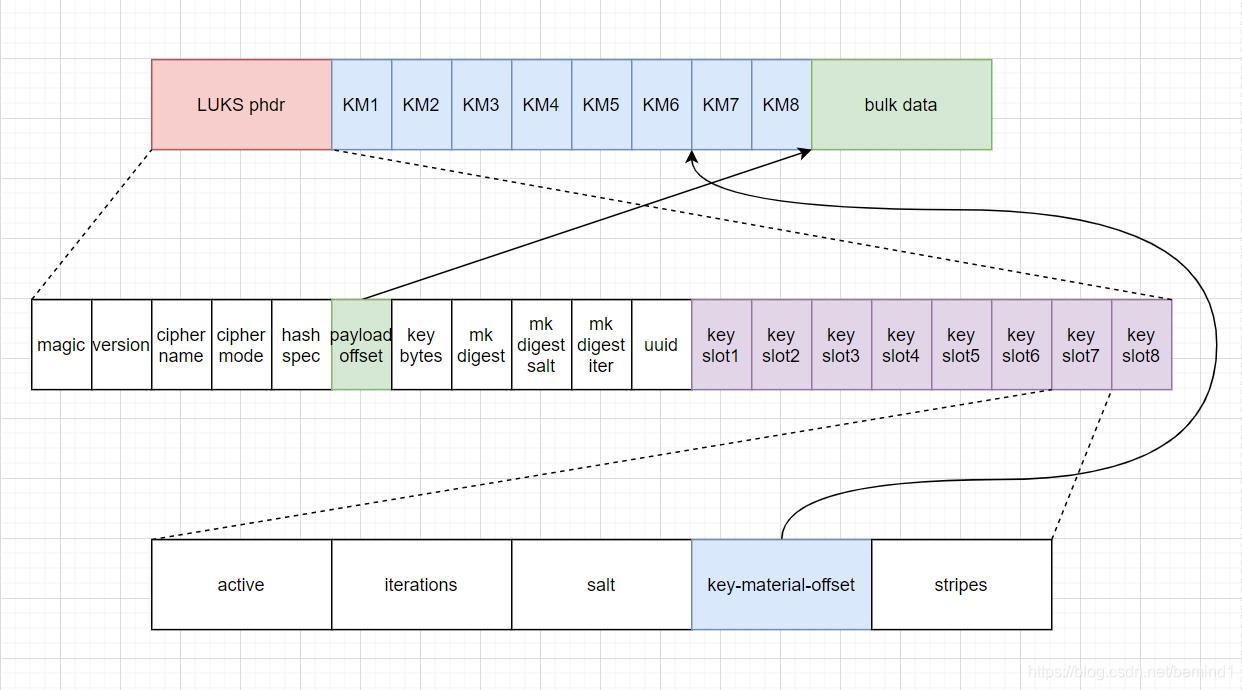 LUKS phdr KM1 KM2 KM3 KM4 KM5 KM6 KM7 KM8 bulk data
magic
version
cipher
name
cipher
mode
hash
spec
payload
offset
key
bytes
mk
digest
mk
digest
salt
mk
digest
iter
uuid
key
slot1
key
slot2
key
slot3
key
slot4
key
slot5
key
slot6
key
slot7
key
slot8
active iterations salt key-material-offset stripes
https://blog.csdn.net/bemind1